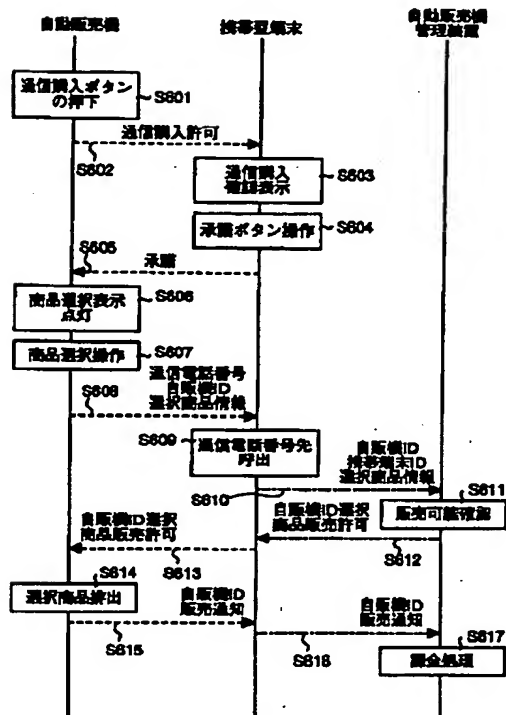 自動販売機
携帯型端末
自動販売機
管理装置
通信購入ボタン
の押下
S601
通信購入許可
S602
通信購入
確認表示
S603
承諾ボタン操作
S604
S605
承諾
商品選択表示
点灯
S606
商品選択操作
S607
通信電話番号
自販機ID
選択商品情報
S608
S609
通信電話番号先
呼出
自販機ID
携帯端末ID
選択商品情報
S610
S611
販売可能確認
自販機ID選択
商品販売許可
S612
自販機ID選択
商品販売許可
S613
S614
選択商品排出
自販機ID
販売通知
S615
自販機ID
販売通知
S616
S617
課金処理